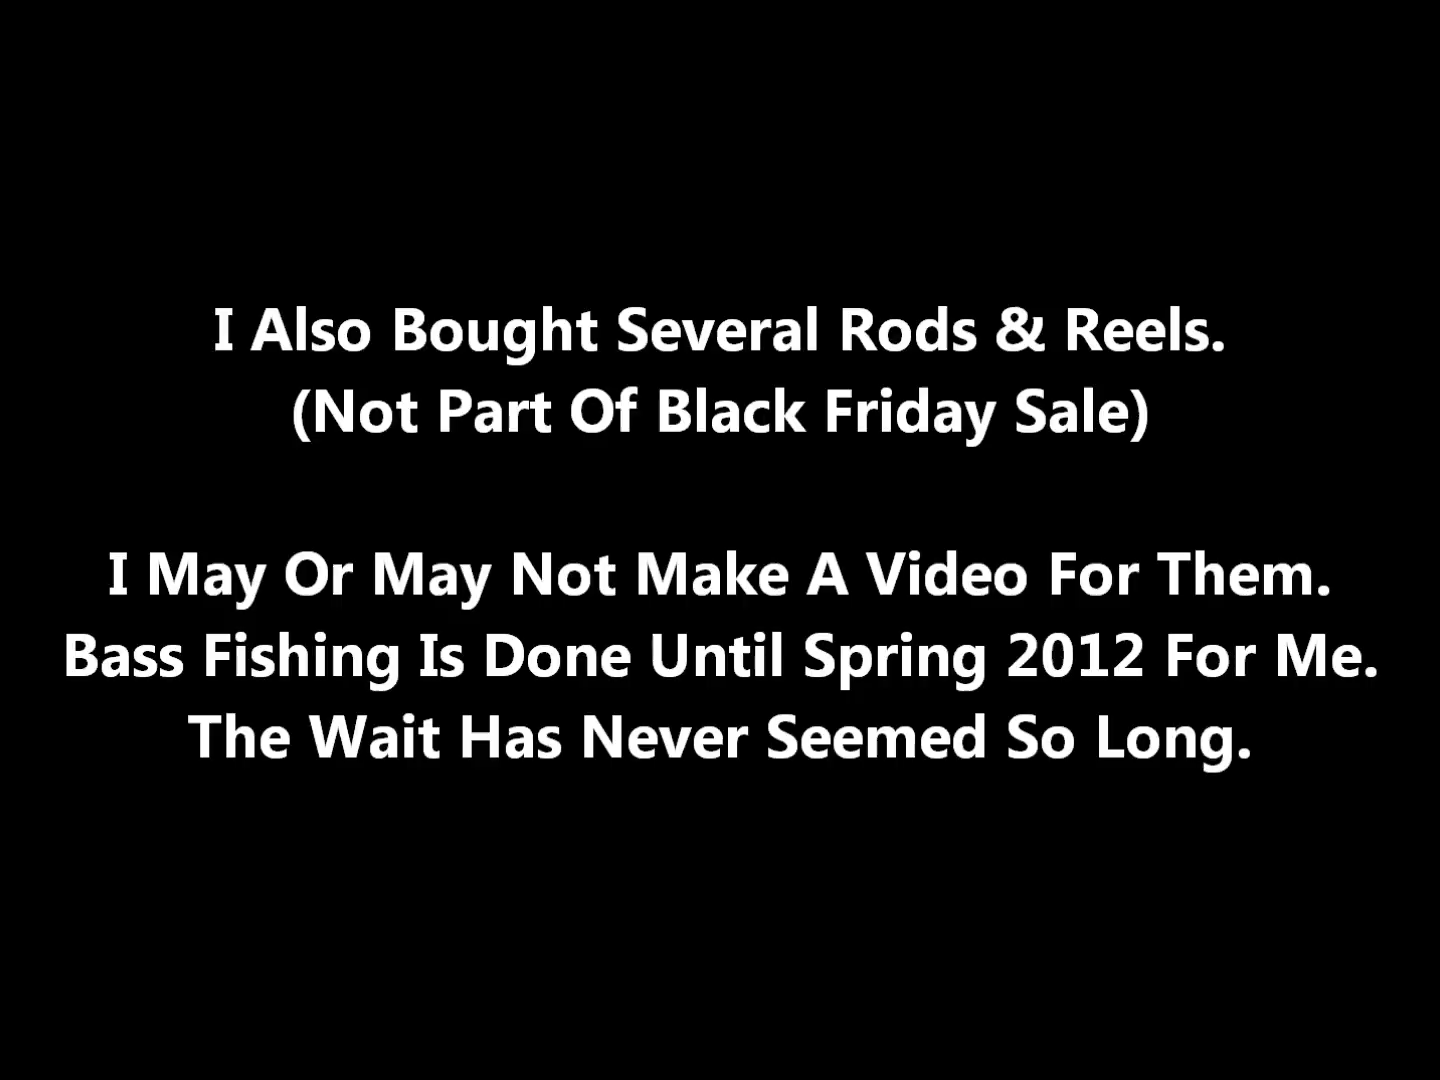 I Also Bought Several Rods & Reels.
(Not Part Of Black Friday Sale)
I May Or May Not Make A Video For Them.
Bass Fishing Is Done Until Spring 2012 For Me.
The Wait Has Never Seemed So Long.